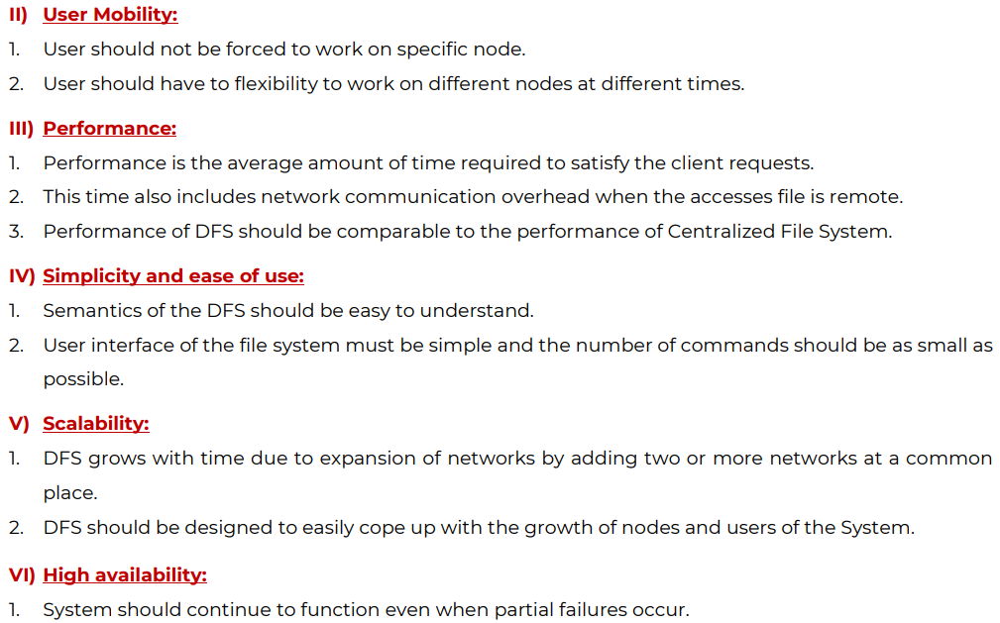 II) User Mobility:
1. User should not be forced to work on specific node.
2. User should have to flexibility to work on different nodes at different times.
III) Performance:
1. Performance is the average amount of time required to satisfy the client requests.
2. This time also includes network communication overhead when the accesses file is remote.
3. Performance of DFS should be comparable to the performance of Centralized File System.
IV) Simplicity and ease of use:
1. Semantics of the DFS should be easy to understand.
2. User interface of the file system must be simple and the number of commands should be as small as
possible.
V) Scalability:
1. DFS grows with time due to expansion of networks by adding two or more networks at a common
place.
2. DFS should be designed to easily cope up with the growth of nodes and users of the System.
VI) High availability:
1. System should continue to function even when partial failures occur.